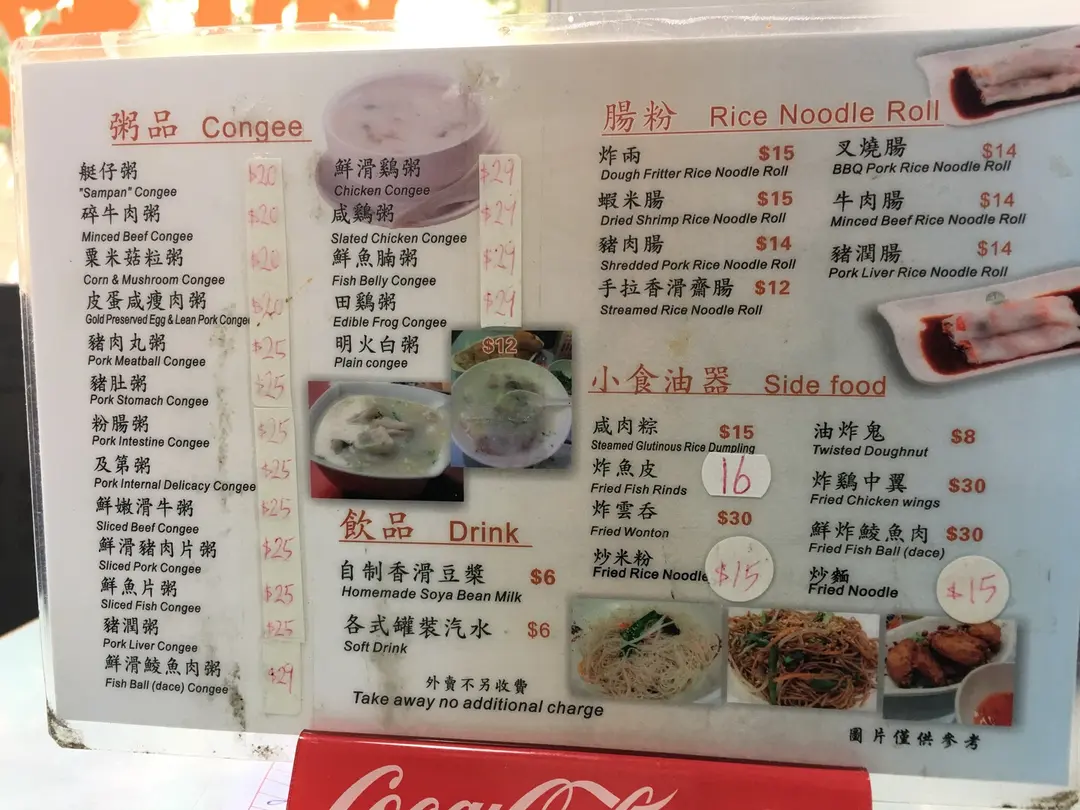 粥品 Congee
艇仔粥 $20
"Sampan" Congee
碎牛肉粥 $20
Minced Beef Congee
粟米菇粒粥 $20
Corn & Mushroom Congee
皮蛋咸瘦肉粥 $20
Gold Preserved Egg & Lean Pork Congee
豬肉丸粥 $25
Pork Meatball Congee
豬肚粥 $25
Pork Stomach Congee
粉腸粥 $25
Pork Intestine Congee
及第粥 $25
Pork Internal Delicacy Congee
鮮嫩滑牛粥 $25
Sliced Beef Congee
鮮滑豬肉片粥 $25
Sliced Pork Congee
鮮魚片粥 $25
Sliced Fish Congee
豬潤粥 $25
Pork Liver Congee
鮮滑鯪魚肉粥 $29
Fish Ball (dace) Congee
鮮滑鷄粥 $29
Chicken Congee
咸鷄粥 $29
Slated Chicken Congee
鮮魚腩粥 $29
Fish Belly Congee
田鷄粥 $29
Edible Frog Congee
明火白粥 $12
Plain congee
飲品 Drink
自制香滑豆漿 $6
Homemade Soya Bean Milk
各式罐裝汽水 $6
Soft Drink
外賣不另收費
Take away no additional charge
腸粉 Rice Noodle Roll
炸兩 $15
Dough Fritter Rice Noodle Roll
蝦米腸 $15
Dried Shrimp Rice Noodle Roll
豬肉腸 $14
Shredded Pork Rice Noodle Roll
手拉香滑齋腸 $12
Streamed Rice Noodle Roll
叉燒腸 $14
BBQ Pork Rice Noodle Roll
牛肉腸 $14
Minced Beef Rice Noodle Roll
豬潤腸 $14
Pork Liver Rice Noodle Roll
小食油器 Side food
咸肉粽 $15
Steamed Glutinous Rice Dumpling
炸魚皮 16
Fried Fish Rinds
炸雲吞 $30
Fried Wonton
炒米粉 $15
Fried Rice Noodle
油炸鬼 $8
Twisted Doughnut
炸鷄中翼 $30
Fried Chicken wings
鮮炸鯪魚肉 $30
Fried Fish Ball (dace)
炒麵 $15
Fried Noodle
圖片僅供參考
Coca-Cola